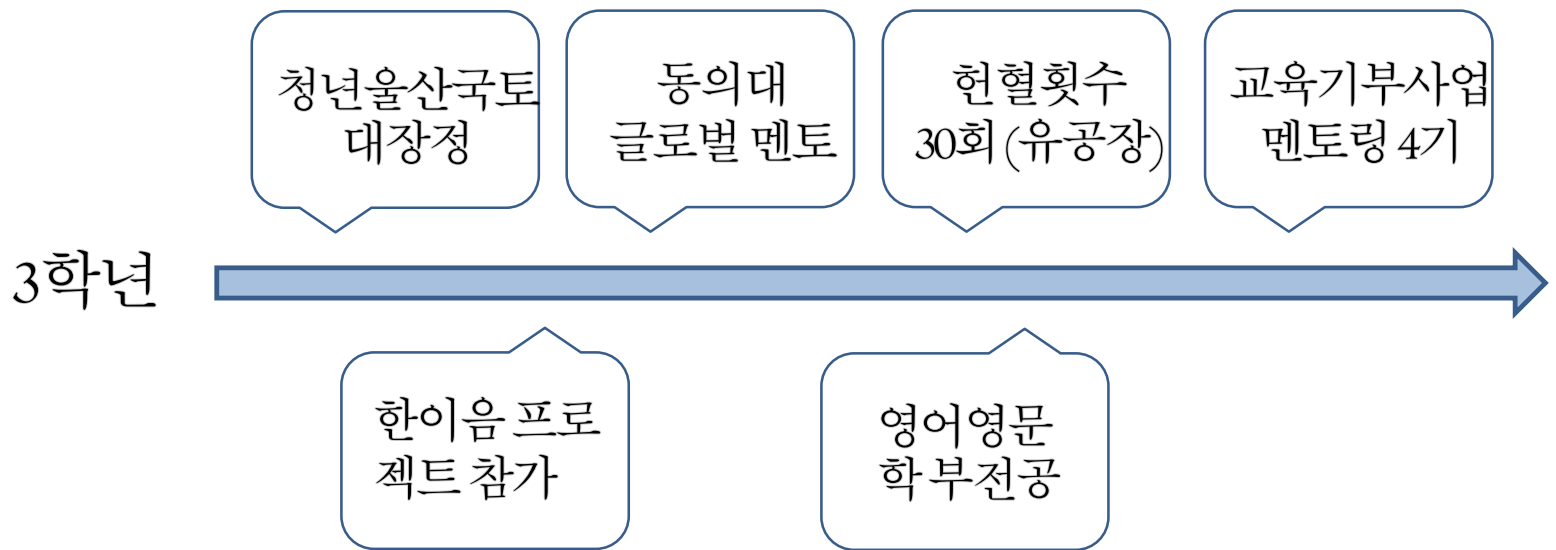 청년울산국토
대장정
동의대
글로벌 멘토
헌혈횟수
30회(유공장)
교육기부사업
멘토링 4기
3학년
한이음 프로
젝트 참가
영어영문
학 부전공